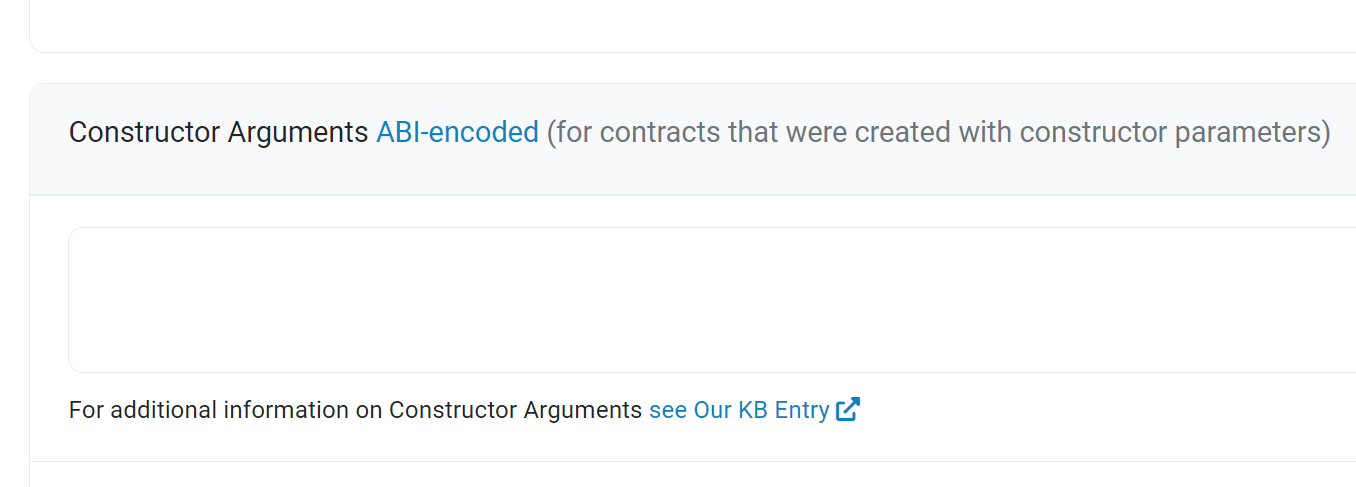 Constructor Arguments ABI-encoded (for contracts that were created with constructor parameters)
For additional information on Constructor Arguments see Our KB Entry